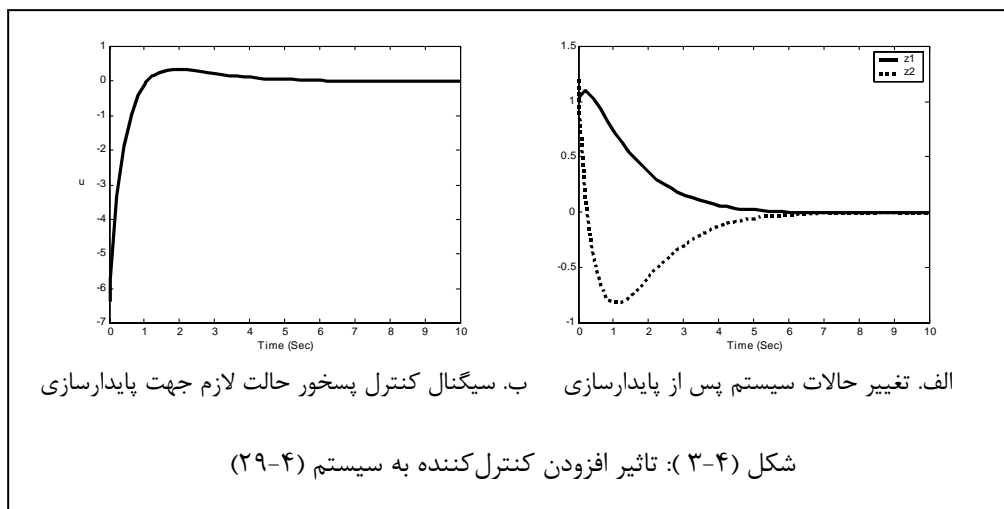 1
0
-1
-2
-3
-4
-5
-6
-7
u
0 1 2 3 4 5 6 7 8 9 10
Time (Sec)
1.5
1
0.5
0
-0.5
-1
z1
z2
0 1 2 3 4 5 6 7 8 9 10
Time (Sec)
الف. تغییر حالات سیستم پس از پایدارسازی
ب. سیگنال کنترل پسخور حالت لازم جهت پایدارسازی
شکل (۴-۳ ): تاثیر افزودن کنترل‌کننده به سیستم (۴-۲۹)